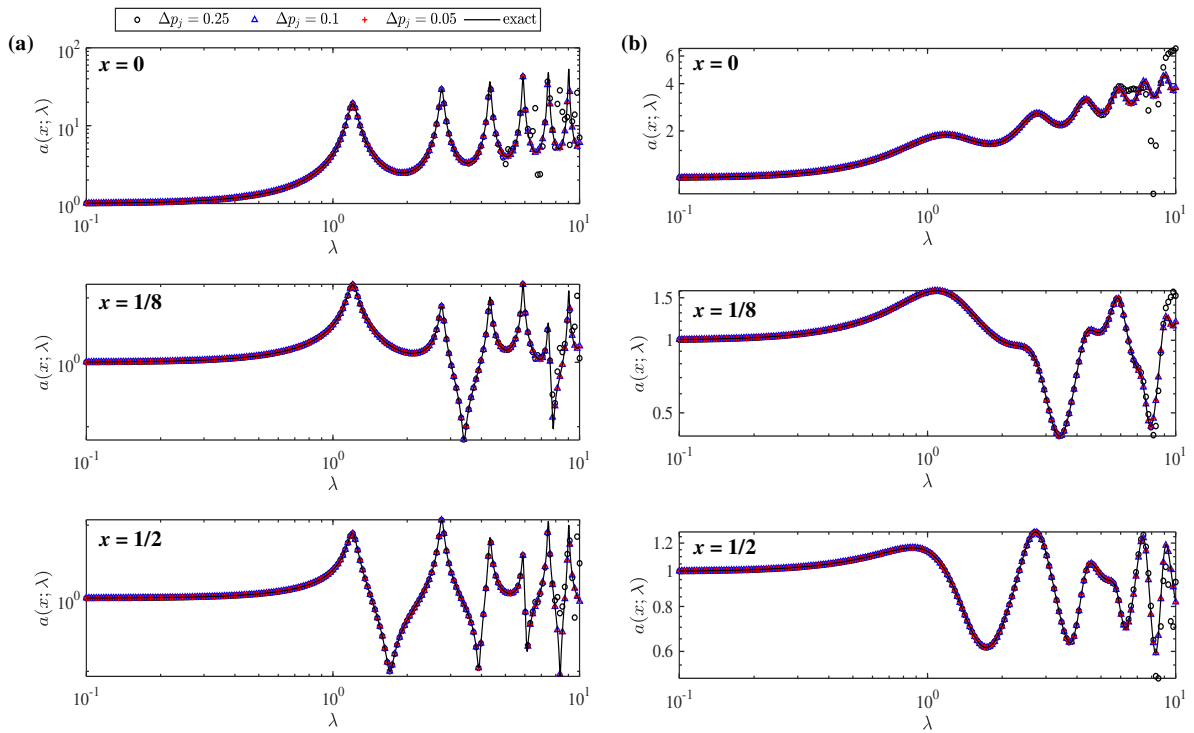 Δp_j = 0.25 Δp_j = 0.1 Δp_j = 0.05 exact
(a)
x = 0
10^2
10^1
10^0
a(x; λ)
10^-1 10^0 10^1
λ
x = 1/8
10^0
a(x; λ)
10^-1 10^0 10^1
λ
x = 1/2
10^0
a(x; λ)
10^-1 10^0 10^1
λ
(b)
x = 0
6
4
2
a(x; λ)
10^-1 10^0 10^1
λ
x = 1/8
1.5
1
0.5
a(x; λ)
10^-1 10^0 10^1
λ
x = 1/2
1.2
1
0.8
0.6
a(x; λ)
10^-1 10^0 10^1
λ